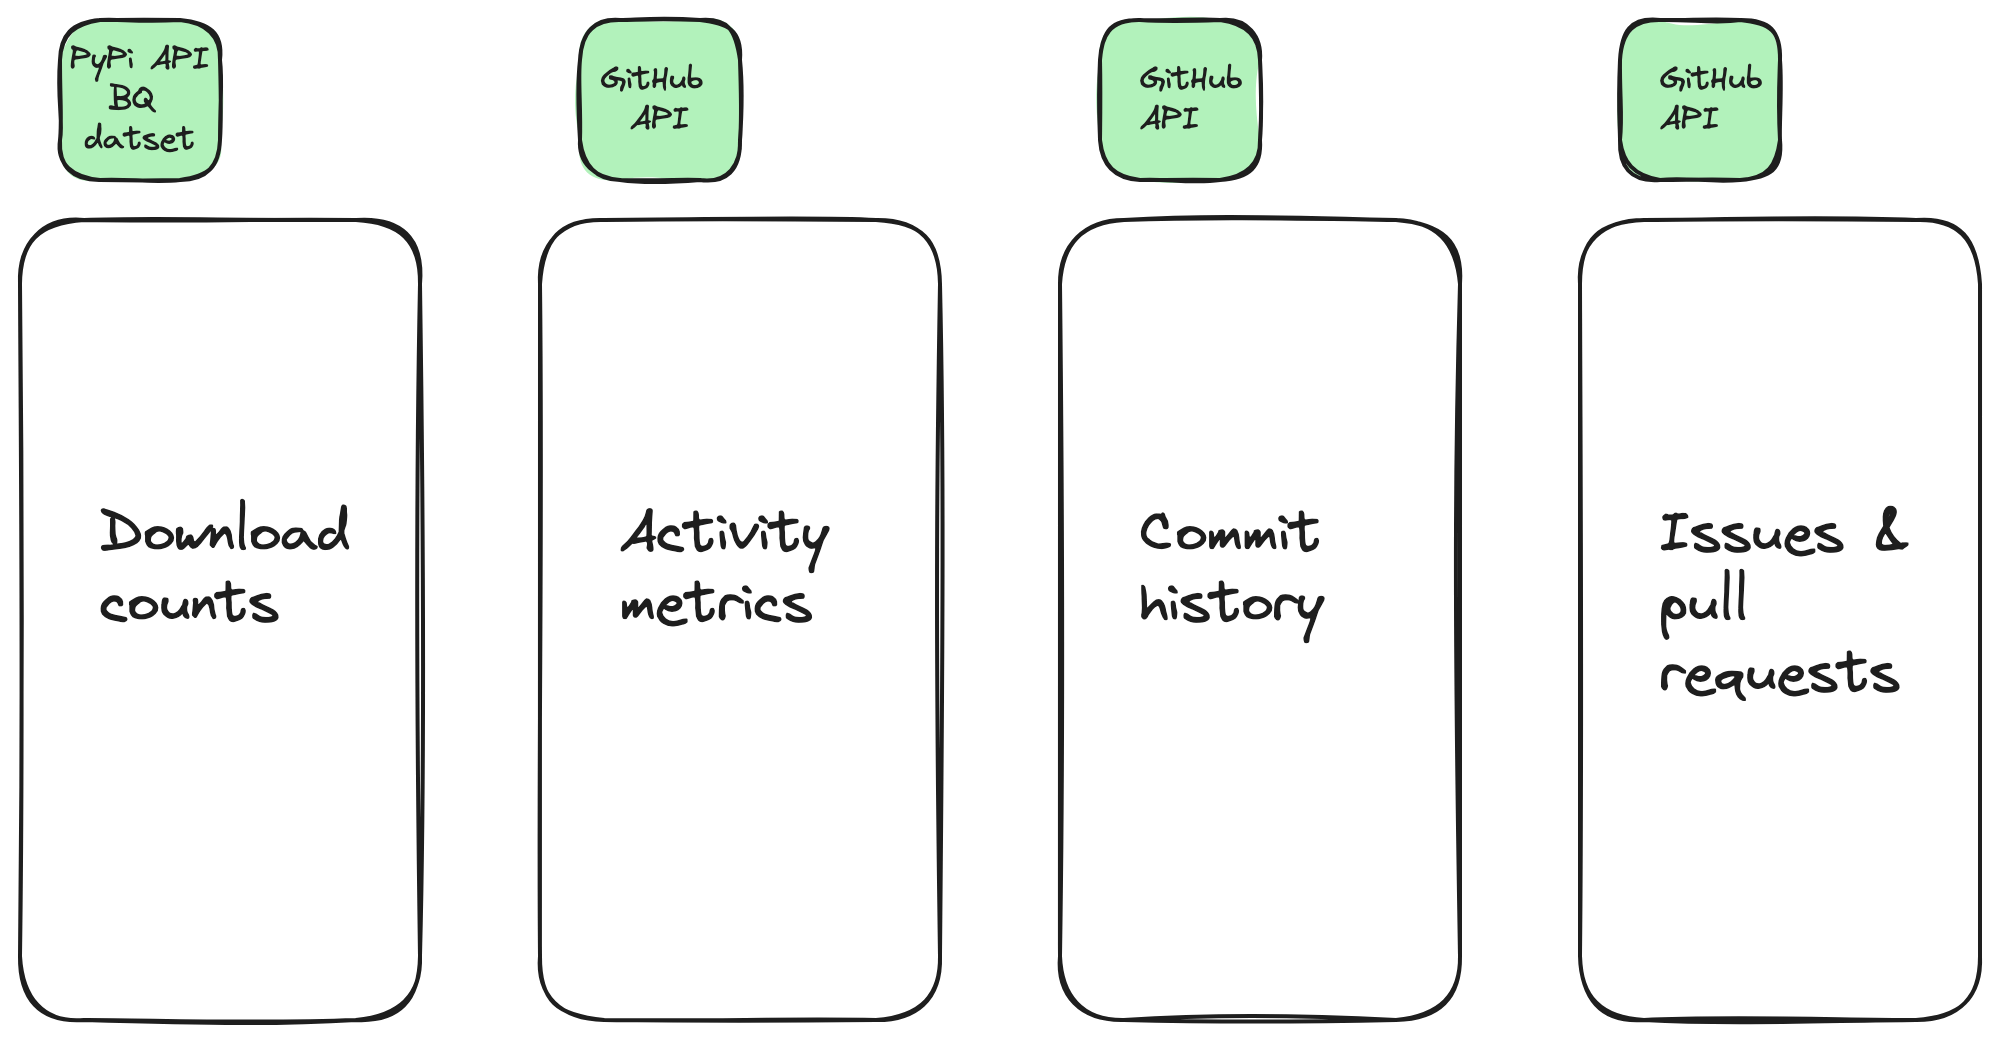 PyPi API
BQ
datset
GitHub
API
GitHub
API
GitHub
API
Download
counts
Activity
metrics
Commit
history
Issues &
pull
requests